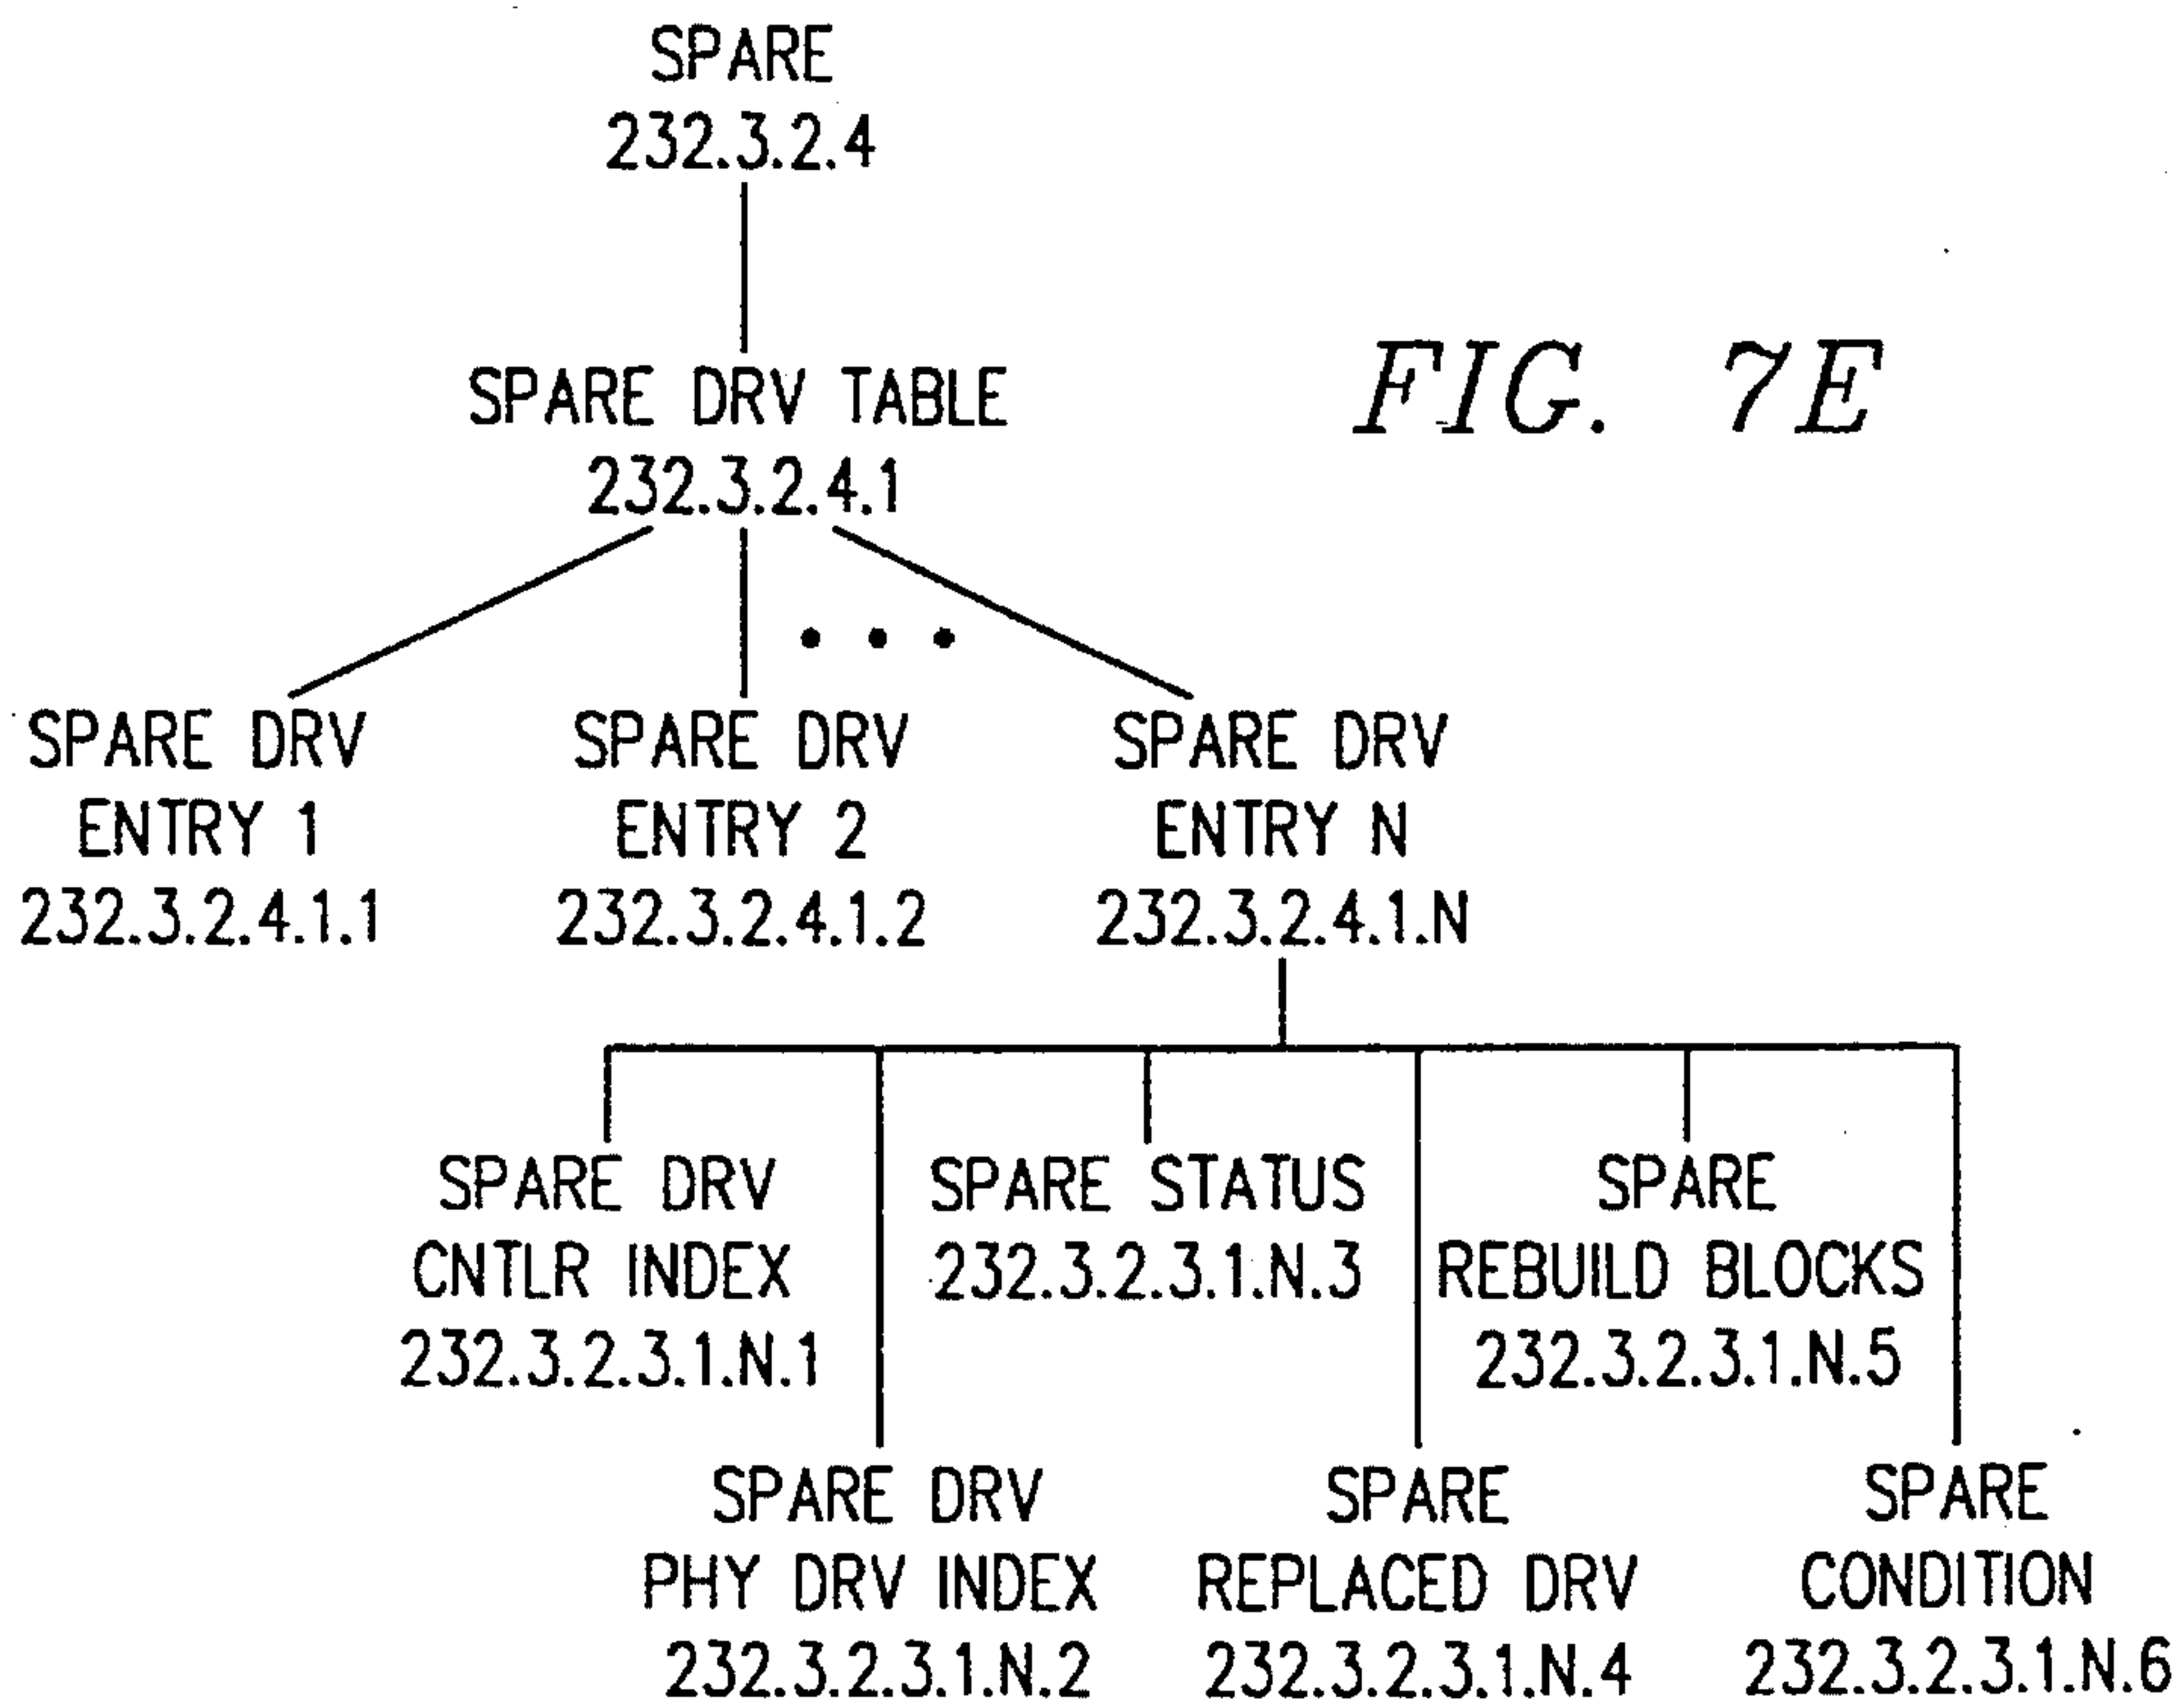 SPARE
232.3.2.4
SPARE DRV TABLE
232.3.2.4.1
FIG. 7E
SPARE DRV
ENTRY 1
232.3.2.4.1.1
SPARE DRV
ENTRY 2
232.3.2.4.1.2
SPARE DRV
ENTRY N
232.3.2.4.1.N
SPARE DRV
CNTLR INDEX
232.3.2.3.1.N.1
SPARE STATUS
232.3.2.3.1.N.3
SPARE
REBUILD BLOCKS
232.3.2.3.1.N.5
SPARE DRV
PHY DRV INDEX
232.3.2.3.1.N.2
SPARE
REPLACED DRV
232.3.2.3.1.N.4
SPARE
CONDITION
232.3.2.3.1.N.6